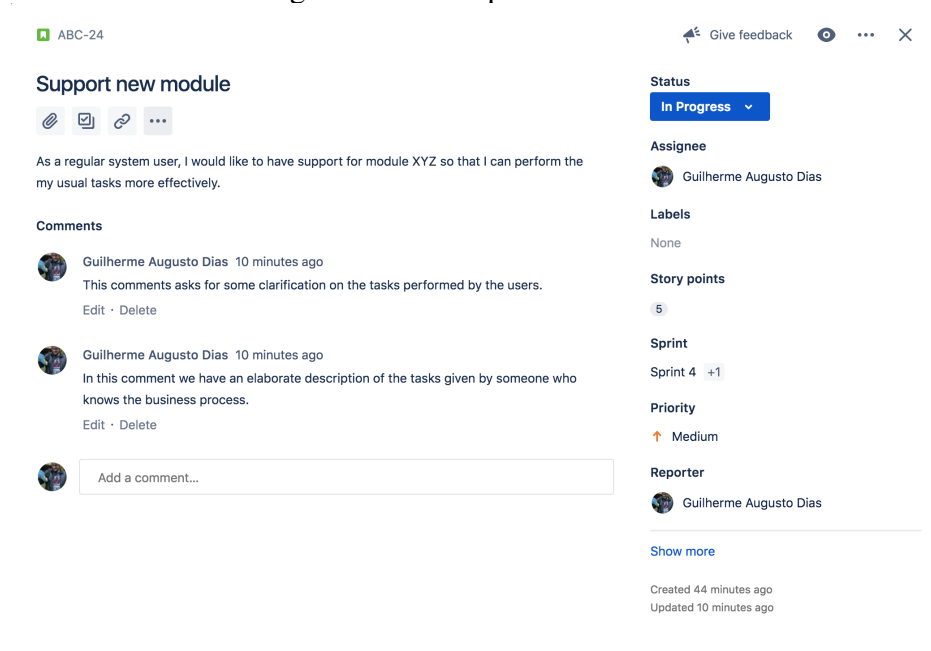 ABC-24
Give feedback
Support new module
As a regular system user, I would like to have support for module XYZ so that I can perform the
my usual tasks more effectively.
Comments
Guilherme Augusto Dias 10 minutes ago
This comments asks for some clarification on the tasks performed by the users.
Edit · Delete
Guilherme Augusto Dias 10 minutes ago
In this comment we have an elaborate description of the tasks given by someone who
knows the business process.
Edit · Delete
Add a comment...
Status
In Progress
Assignee
Guilherme Augusto Dias
Labels
None
Story points
5
Sprint
Sprint 4 +1
Priority
Medium
Reporter
Guilherme Augusto Dias
Show more
Created 44 minutes ago
Updated 10 minutes ago